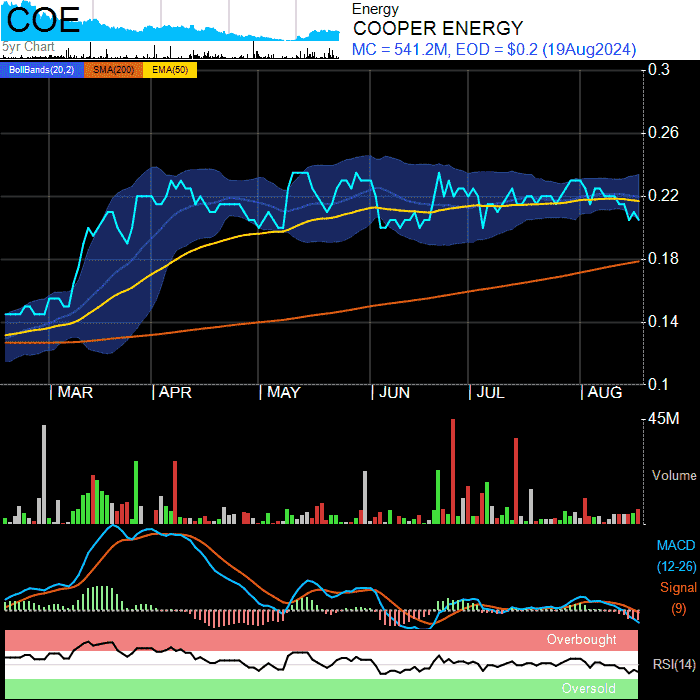 COE
5yr Chart
Energy
COOPER ENERGY
MC = 541.2M, EOD = $0.2 (19Aug2024)
BollBands(20,2) SMA(200) EMA(50)
0.3
0.26
0.22
0.18
0.14
0.1
MAR APR MAY JUN JUL AUG
45M
Volume
MACD
(12-26)
Signal
(9)
Overbought
RSI(14)
Oversold